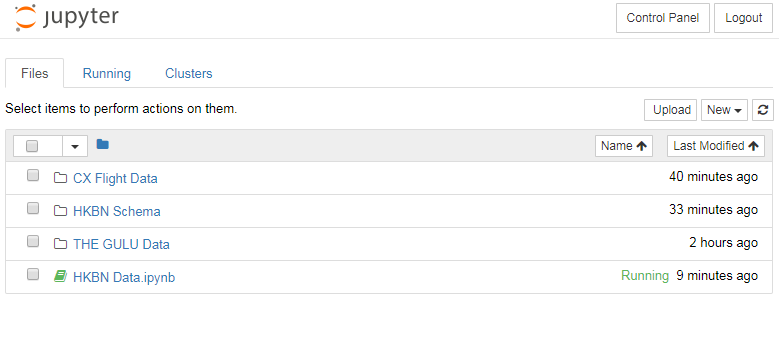 jupyter
Control Panel Logout
Files Running Clusters
Select items to perform actions on them.
Upload New
Name Last Modified
CX Flight Data 40 minutes ago
HKBN Schema 33 minutes ago
THE GULU Data 2 hours ago
HKBN Data.ipynb Running 9 minutes ago